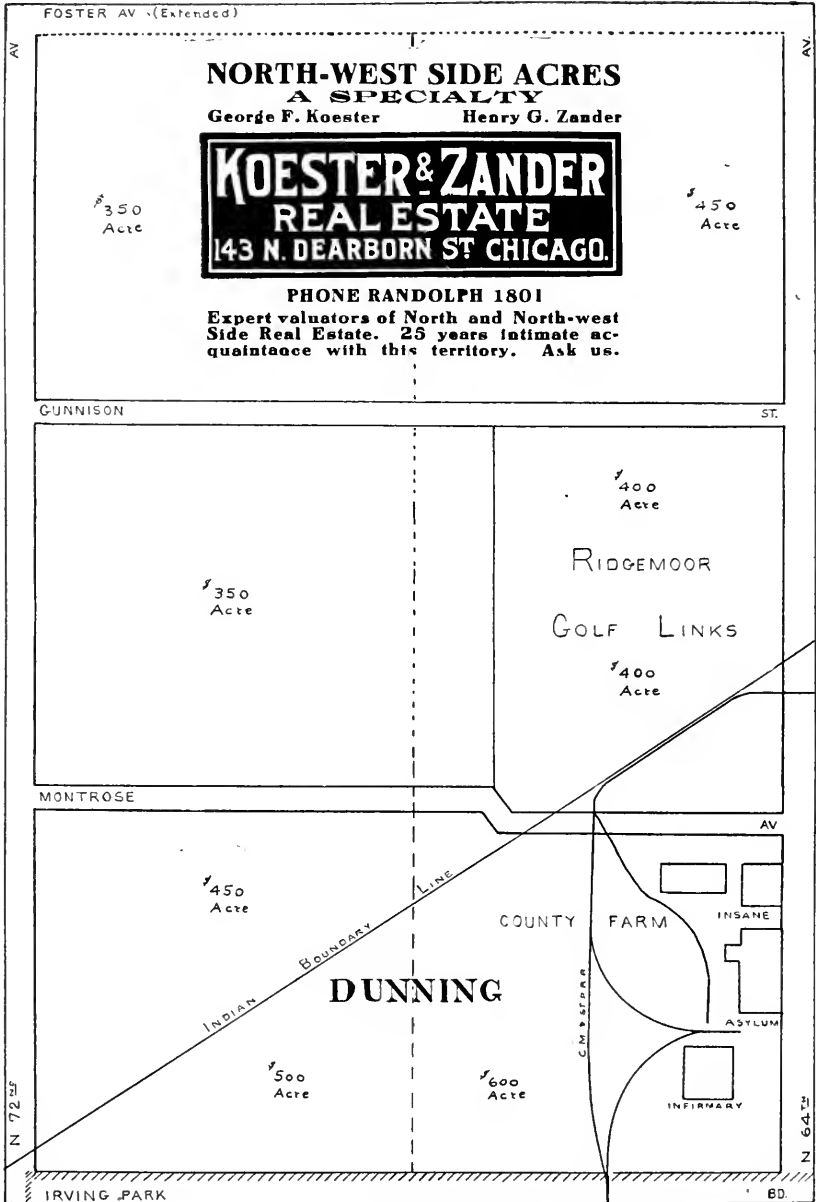 FOSTER AV (Extended)
AV
AV.
NORTH-WEST SIDE ACRES
A SPECIALTY
George F. Koester Henry G. Zander
KOESTER & ZANDER
REAL ESTATE
143 N. DEARBORN ST CHICAGO.
$350
Acre
$450
Acre
PHONE RANDOLPH 1801
Expert valuators of North and North-west
Side Real Estate. 25 years intimate ac-
quaintance with this territory. Ask us.
GUNNISON ST.
$400
Acre
RIDGEMOOR
GOLF LINKS
$350
Acre
$400
Acre
MONTROSE AV
$450
Acre
INDIAN BOUNDARY LINE
COUNTY FARM
INSANE
ASYLUM
DUNNING
C.M & ST.P.R.R.
$500
Acre
$600
Acre
INFIRMARY
N 72ND
N 64TH
IRVING PARK BD.